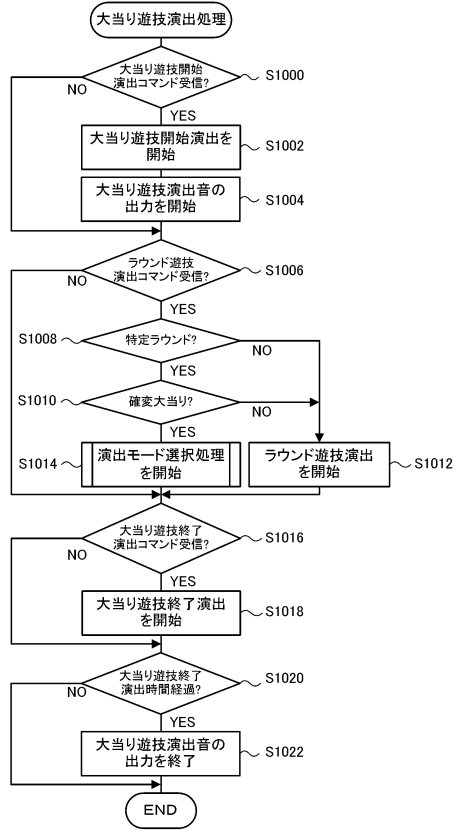 大当り遊技演出処理
大当り遊技開始
演出コマンド受信?
S1000
NO
YES
大当り遊技開始演出を
開始
S1002
大当り遊技演出音の
出力を開始
S1004
ラウンド遊技
演出コマンド受信?
S1006
NO
YES
S1008
特定ラウンド?
NO
YES
S1010
確変大当り?
NO
YES
S1014
演出モード選択処理
を開始
ラウンド遊技演出
を開始
S1012
大当り遊技終了
演出コマンド受信?
S1016
NO
YES
大当り遊技終了演出
を開始
S1018
大当り遊技終了
演出時間経過?
S1020
NO
YES
大当り遊技演出音の
出力を終了
S1022
END